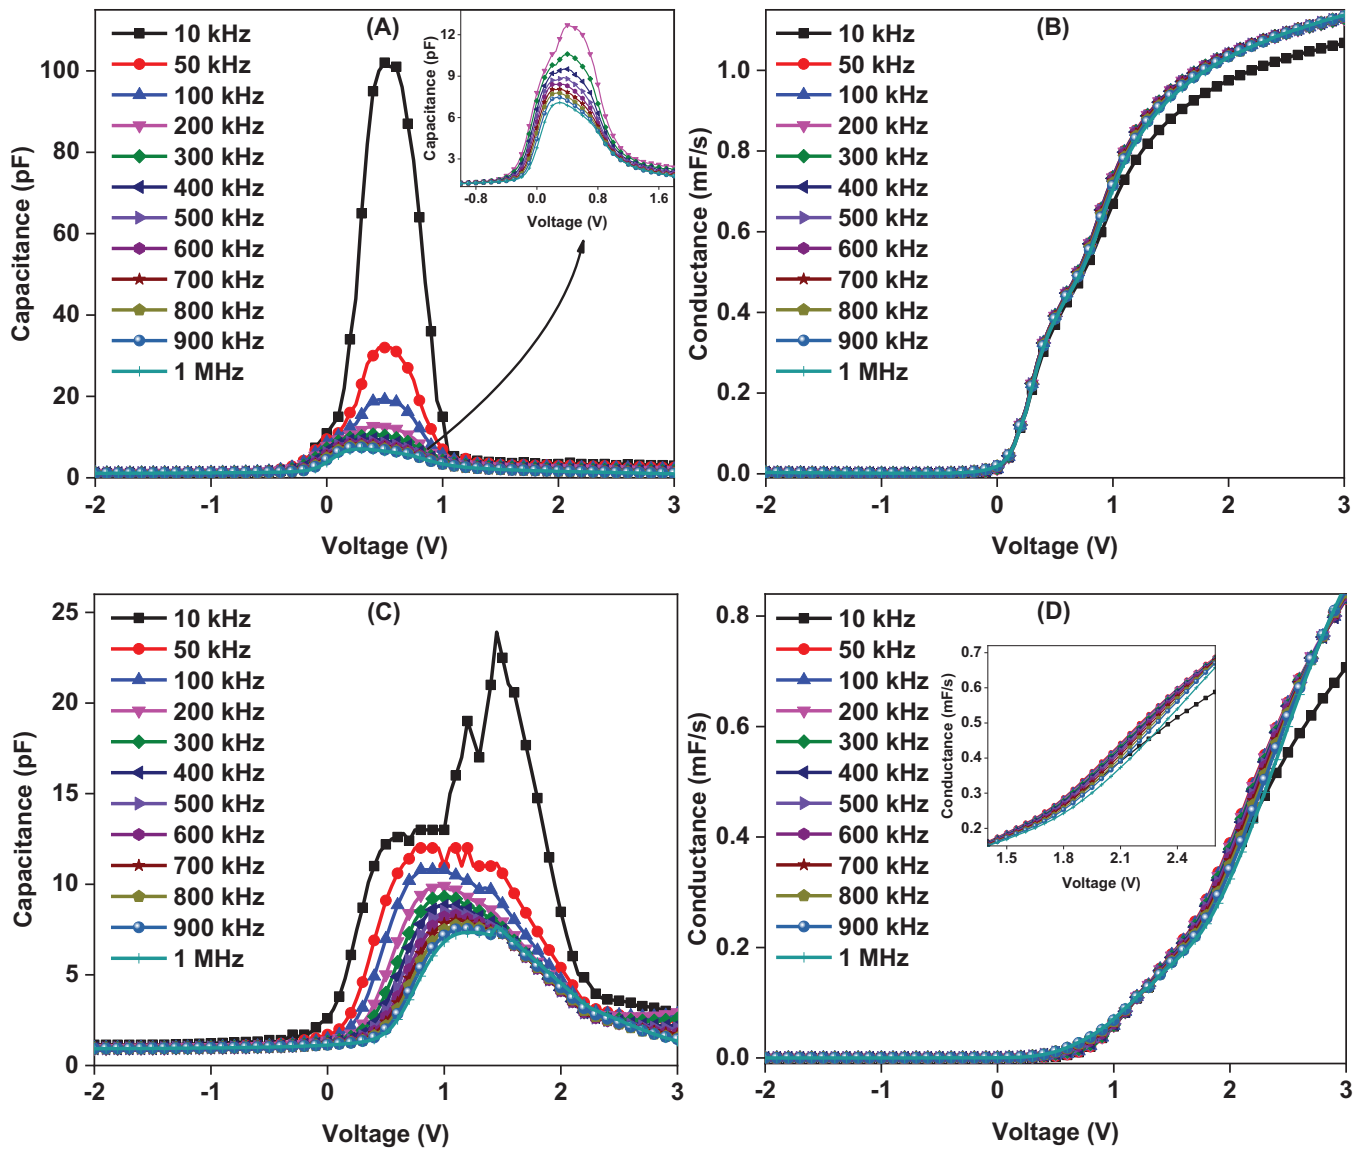 (A)
10 kHz
50 kHz
100 kHz
200 kHz
300 kHz
400 kHz
500 kHz
600 kHz
700 kHz
800 kHz
900 kHz
1 MHz
Capacitance (pF)
100
80
60
40
20
0
-2
-1
0
1
2
3
Voltage (V)
Capacitance (pF)
12
9
6
3
-0.8
0.0
0.8
1.6
Voltage (V)
(B)
10 kHz
50 kHz
100 kHz
200 kHz
300 kHz
400 kHz
500 kHz
600 kHz
700 kHz
800 kHz
900 kHz
1 MHz
Conductance (mF/s)
1.0
0.8
0.6
0.4
0.2
0.0
-2
-1
0
1
2
3
Voltage (V)
(C)
10 kHz
50 kHz
100 kHz
200 kHz
300 kHz
400 kHz
500 kHz
600 kHz
700 kHz
800 kHz
900 kHz
1 MHz
Capacitance (pF)
25
20
15
10
5
0
-2
-1
0
1
2
3
Voltage (V)
(D)
10 kHz
50 kHz
100 kHz
200 kHz
300 kHz
400 kHz
500 kHz
600 kHz
700 kHz
800 kHz
900 kHz
1 MHz
Conductance (mF/s)
0.8
0.6
0.4
0.2
0.0
-2
-1
0
1
2
3
Voltage (V)
Conductance (mF/s)
0.7
0.6
0.5
0.4
0.3
0.2
1.5
1.8
2.1
2.4
Voltage (V)